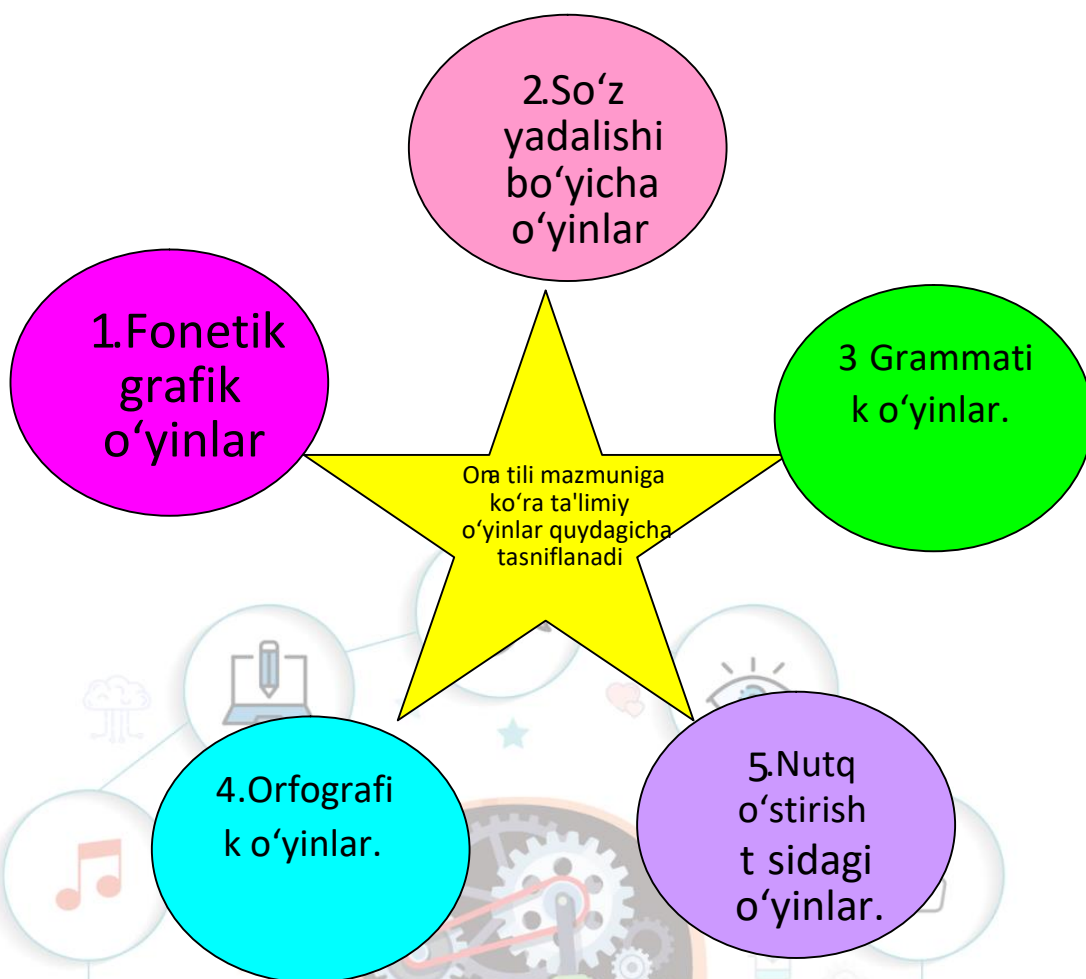 2.So‘z
yadalishi
bo‘yicha
o‘yinlar
1.Fonetik
grafik
o‘yinlar
3 Grammati
k o‘yinlar.
tili mazmuniga
ko‘ra ta'limiy
o‘yinlar quydagicha
tasniflanadi
4.Orfografi
k o‘yinlar.
5.Nutq
o‘stirish
t sidagi
o‘yinlar.